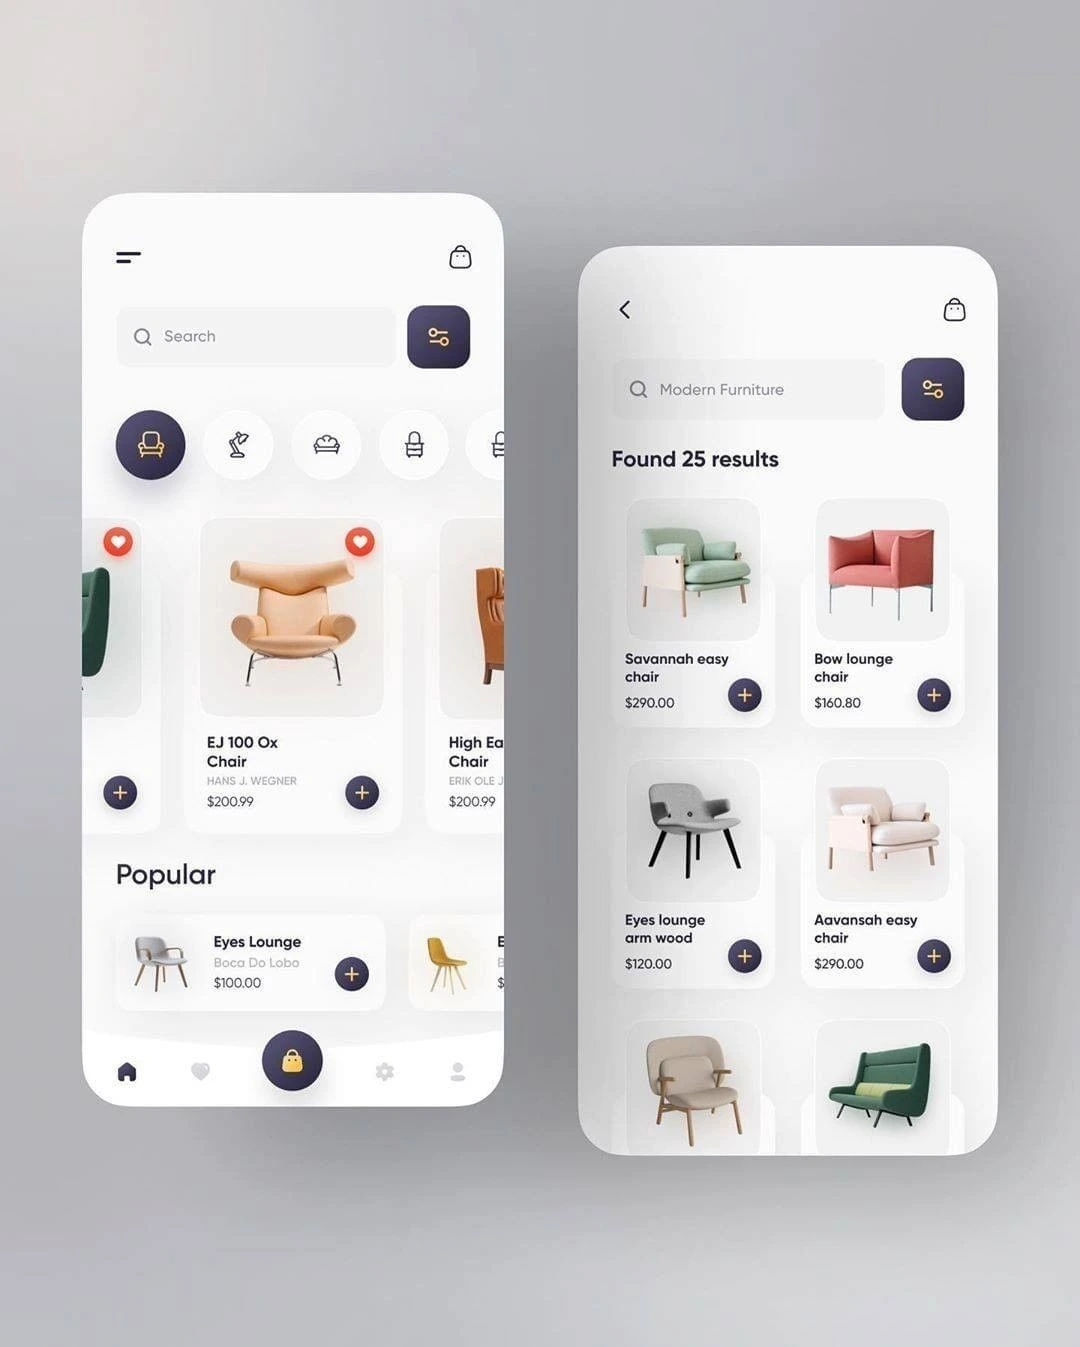 Search
EJ 100 Ox
Chair
HANS J. WEGNER
$200.99
High Ea
Chair
ERIK OLE J
$200.99
Popular
Eyes Lounge
Boca Do Lobo
$100.00
E
B
$
Modern Furniture
Found 25 results
Savannah easy
chair
$290.00
Bow lounge
chair
$160.80
Eyes lounge
arm wood
$120.00
Aavansah easy
chair
$290.00